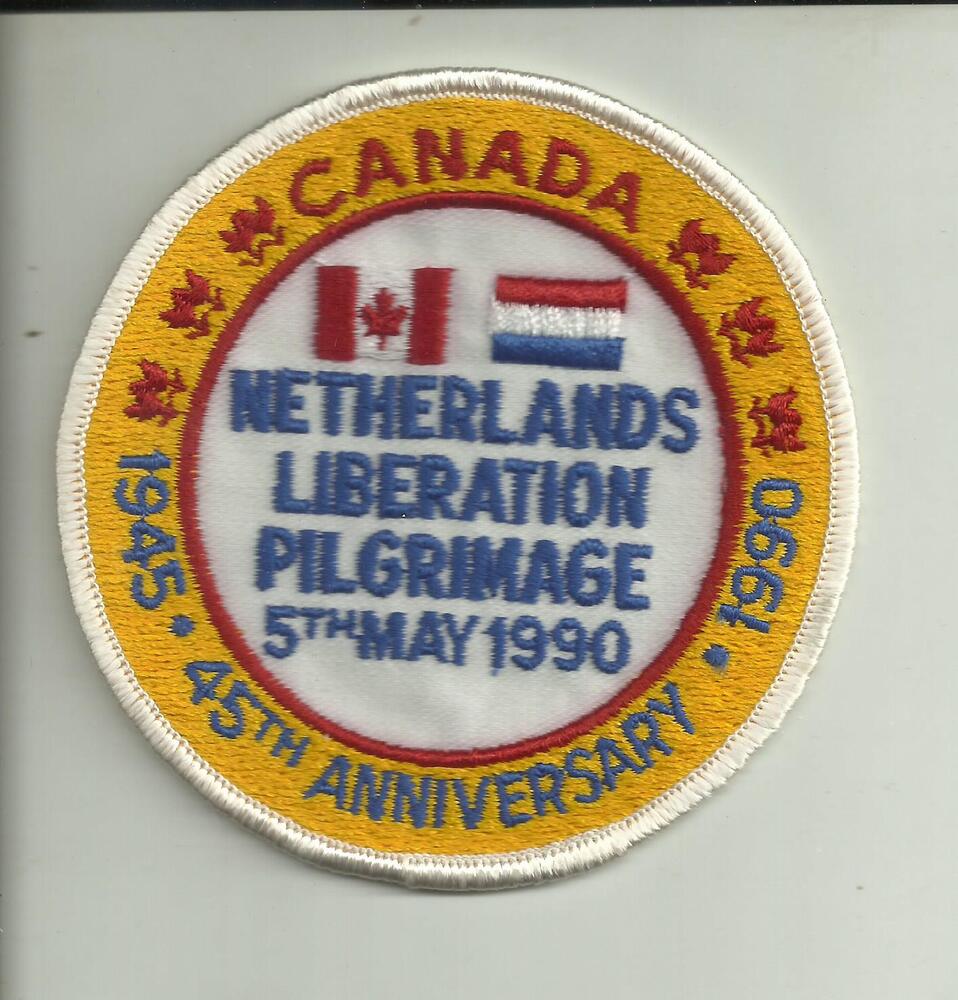 CANADA
NETHERLANDS
LIBERATION
PILGRIMAGE
5TH MAY 1990
1945 • 45TH ANNIVERSARY • 1990